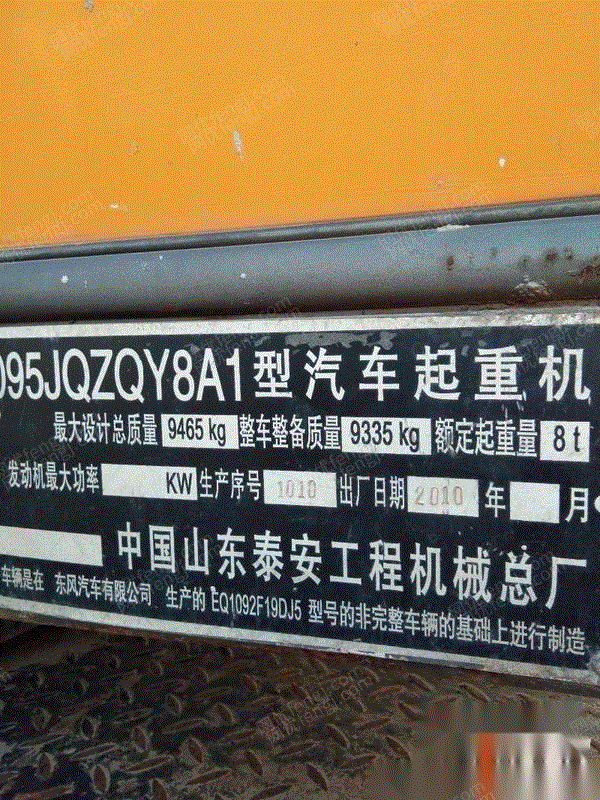 095JQZQY8A1型汽车起重机
最大设计总质量 9465 kg 整车整备质量 9335 kg 额定起重量 8 t
发动机最大功率 KW 生产序号 1010 出厂日期 2010 年 月
中国山东泰安工程机械总厂
车辆是在 东风汽车有限公司 生产的 EQ1092F19DJ5 型号的非完整车辆的基础上进行制造